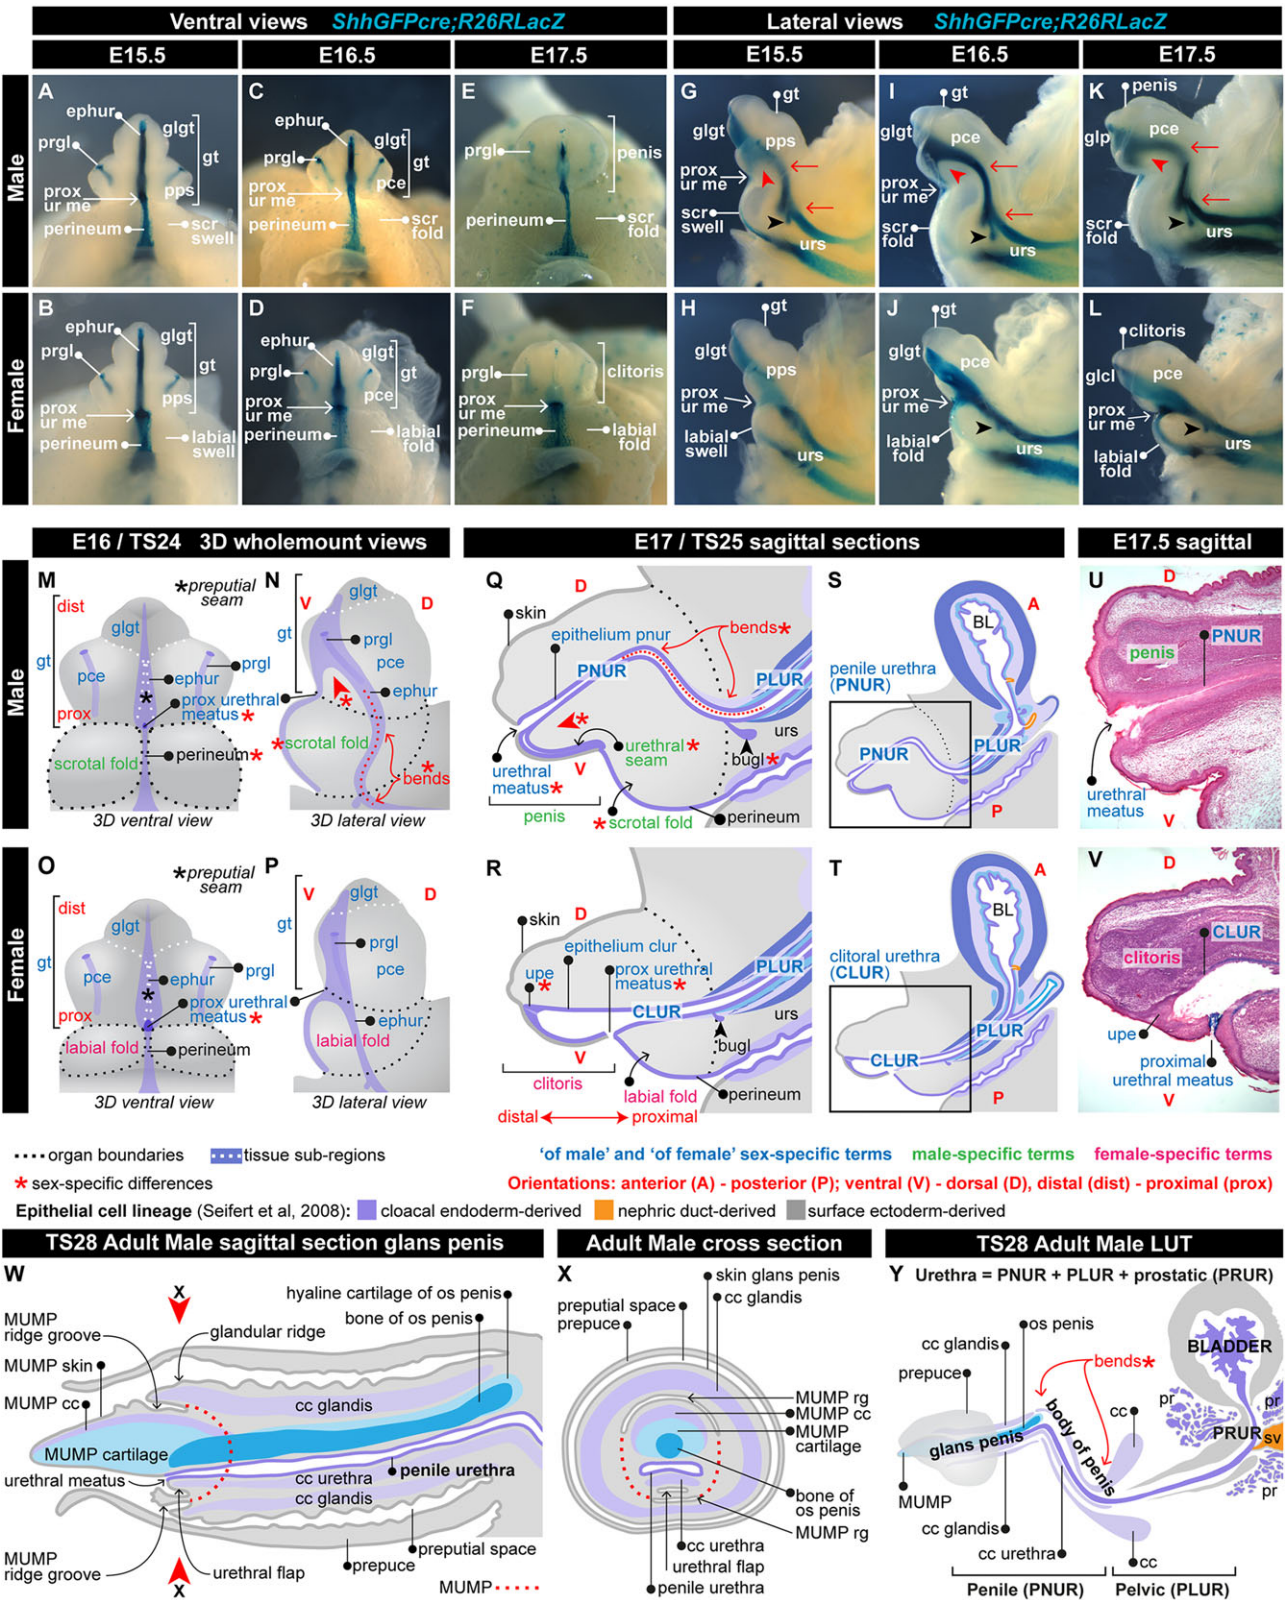 Ventral views ShhGFPcre;R26RLacZ
Lateral views ShhGFPcre;R26RLacZ
E15.5
E16.5
E17.5
E15.5
E16.5
E17.5
Male
A
ephur
glgt
prgl
gt
pps
prox
ur me
perineum
scr
swell
C
ephur
glgt
prgl
gt
pce
prox
ur me
perineum
scr
fold
E
prgl
penis
perineum
scr
fold
G
gt
glgt
pps
prox
ur me
scr
swell
urs
I
gt
glgt
pce
prox
ur me
scr
fold
urs
K
penis
glp
pce
scr
fold
urs
Female
B
ephur
glgt
prgl
gt
pps
prox
ur me
perineum
labial
swell
D
ephur
glgt
prgl
gt
pce
prox
ur me
perineum
labial
fold
F
prgl
clitoris
prox
ur me
perineum
labial
fold
H
gt
glgt
pps
prox
ur me
labial
swell
urs
J
gt
glgt
pce
prox
ur me
labial
fold
urs
L
clitoris
glcl
pce
prox
ur me
labial
fold
urs
E16 / TS24 3D wholemount views
E17 / TS25 sagittal sections
E17.5 sagittal
Male
M
*preputial
seam
dist
glgt
gt
pce
prgl
ephur
*
prox urethral
meatus*
prox
perineum*
scrotal fold
3D ventral view
N
V
D
glgt
gt
prgl
pce
ephur
*
*scrotal fold
*
bends
3D lateral view
Q
D
skin
epithelium pnur
bends*
PNUR
PLUR
*
urs
urethral*
seam
bugl*
V
urethral
meatus*
penis
*scrotal fold
perineum
S
A
BL
penile urethra
(PNUR)
PNUR
PLUR
P
U
D
PNUR
penis
urethral
meatus
V
Female
O
*preputial
seam
dist
glgt
gt
pce
prgl
ephur
*
prox urethral
meatus*
prox
labial fold
perineum
3D ventral view
P
V
D
glgt
gt
prgl
pce
ephur
labial fold
3D lateral view
R
D
skin
epithelium clur
upe
*
prox urethral
meatus*
PLUR
CLUR
urs
bugl
V
clitoris
labial fold
perineum
distal
proximal
T
A
BL
clitoral urethra
(CLUR)
CLUR
PLUR
P
V
D
CLUR
clitoris
upe
proximal
urethral meatus
V
organ boundaries
tissue sub-regions
‘of male’ and ‘of female’ sex-specific terms
male-specific terms
female-specific terms
* sex-specific differences
Orientations: anterior (A) - posterior (P); ventral (V) - dorsal (D), distal (dist) - proximal (prox)
Epithelial cell lineage (Seifert et al, 2008): cloacal endoderm-derived nephric duct-derived surface ectoderm-derived
TS28 Adult Male sagittal section glans penis
Adult Male cross section
TS28 Adult Male LUT
W
X
hyaline cartilage of os penis
bone of os penis
MUMP
ridge groove
glandular ridge
MUMP skin
MUMP cc
cc glandis
MUMP cartilage
urethral meatus
cc urethra
penile urethra
cc glandis
MUMP
ridge groove
urethral flap
prepuce
preputial space
X
MUMP
X
skin glans penis
cc glandis
preputial space
prepuce
MUMP rg
MUMP cc
MUMP
cartilage
bone of
os penis
MUMP rg
cc urethra
urethral flap
penile urethra
Y
Urethra = PNUR + PLUR + prostatic (PRUR)
os penis
cc glandis
bends*
BLADDER
prepuce
cc
pr
pr
PRUR
sv
glans penis
body of penis
pr
MUMP
cc glandis
cc urethra
cc
Penile (PNUR)
Pelvic (PLUR)